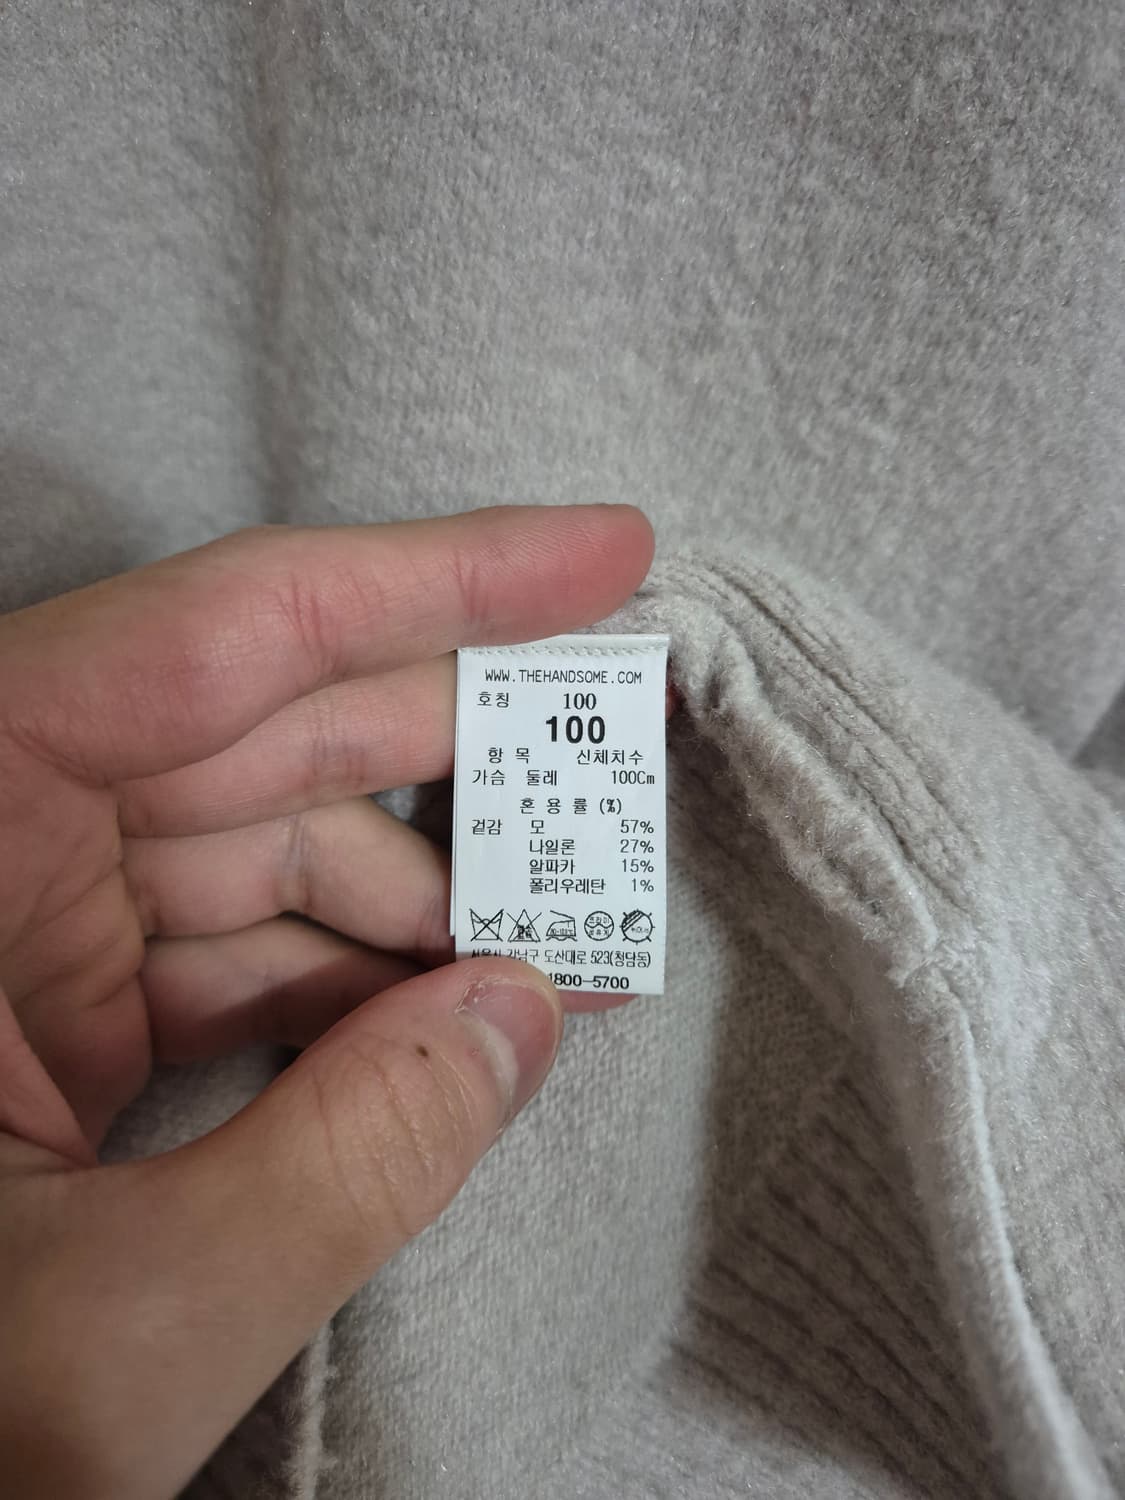 WWW.THEHANDSOME.COM
호칭 100
100
항 목 신체치수
가슴 둘레 100Cm
혼 용 률 (%)
겉감 모 57%
나일론 27%
알파카 15%
폴리우레탄 1%
서울시 강남구 도산대로 523(청담동)
1800-5700